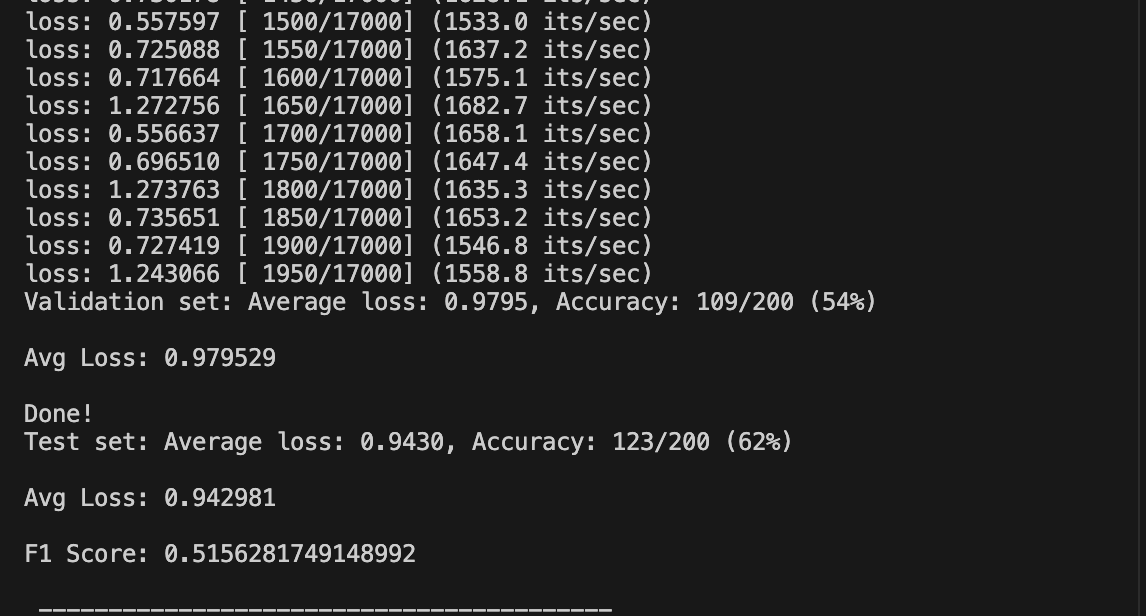 loss: 0.557597 [ 1500/17000] (1533.0 its/sec)
loss: 0.725088 [ 1550/17000] (1637.2 its/sec)
loss: 0.717664 [ 1600/17000] (1575.1 its/sec)
loss: 1.272756 [ 1650/17000] (1682.7 its/sec)
loss: 0.556637 [ 1700/17000] (1658.1 its/sec)
loss: 0.696510 [ 1750/17000] (1647.4 its/sec)
loss: 1.273763 [ 1800/17000] (1635.3 its/sec)
loss: 0.735651 [ 1850/17000] (1653.2 its/sec)
loss: 0.727419 [ 1900/17000] (1546.8 its/sec)
loss: 1.243066 [ 1950/17000] (1558.8 its/sec)
Validation set: Average loss: 0.9795, Accuracy: 109/200 (54%)
Avg Loss: 0.979529
Done!
Test set: Average loss: 0.9430, Accuracy: 123/200 (62%)
Avg Loss: 0.942981
F1 Score: 0.5156281749148992
_________________________________________